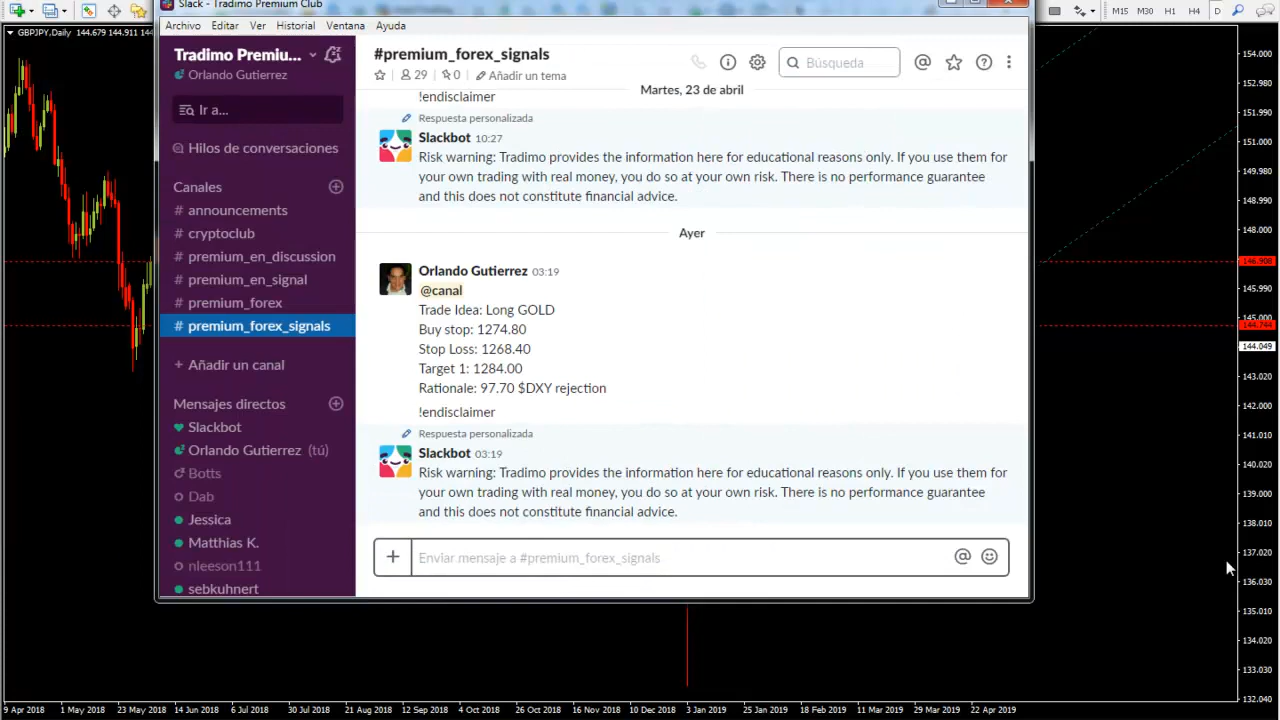 Slack - Tradimo Premium Club
M15 M30 H1 H4 D
GBPJPY,Daily 144.679 144.911 144
Archivo Editar Ver Historial Ventana Ayuda
Tradimo Premiu...
Orlando Gutierrez
Ir a...
Hilos de conversaciones
Canales
# announcements
# cryptoclub
# premium_en_discussion
# premium_en_signal
# premium_forex
# premium_forex_signals
+ Añadir un canal
Mensajes directos
Slackbot
Orlando Gutierrez (tú)
Botts
Dab
Jessica
Matthias K.
nleeson111
sebkuhnert
#premium_forex_signals
29
0
Añadir un tema
Búsqueda
!endisclaimer
Martes, 23 de abril
Respuesta personalizada
Slackbot 10:27
Risk warning: Tradimo provides the information here for educational reasons only. If you use them for
your own trading with real money, you do so at your own risk. There is no performance guarantee
and this does not constitute financial advice.
Ayer
Orlando Gutierrez 03:19
@canal
Trade Idea: Long GOLD
Buy stop: 1274.80
Stop Loss: 1268.40
Target 1: 1284.00
Rationale: 97.70 $DXY rejection
!endisclaimer
Respuesta personalizada
Slackbot 03:19
Risk warning: Tradimo provides the information here for educational reasons only. If you use them for
your own trading with real money, you do so at your own risk. There is no performance guarantee
and this does not constitute financial advice.
Enviar mensaje a #premium_forex_signals
154.000
152.980
151.990
151.000
149.980
148.990
148.000
146.908
145.990
145.000
144.744
144.049
143.020
142.000
141.010
140.020
139.000
138.010
137.020
136.030
135.010
134.020
133.030
132.040
9 Apr 2018 1 May 2018 23 May 2018 14 Jun 2018 6 Jul 2018 30 Jul 2018 21 Aug 2018 12 Sep 2018 4 Oct 2018 26 Oct 2018 16 Nov 2018 10 Dec 2018 3 Jan 2019 25 Jan 2019 18 Feb 2019 11 Mar 2019 29 Mar 2019 22 Apr 2019